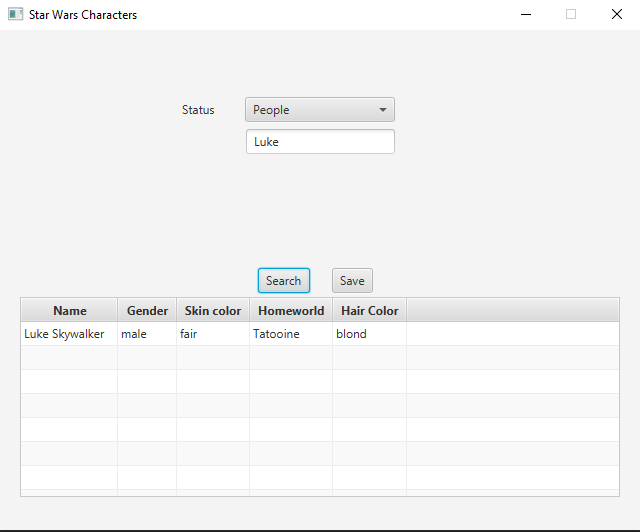 Star Wars Characters
Status People
Luke
Search Save
Name Gender Skin color Homeworld Hair Color
Luke Skywalker male fair Tatooine blond